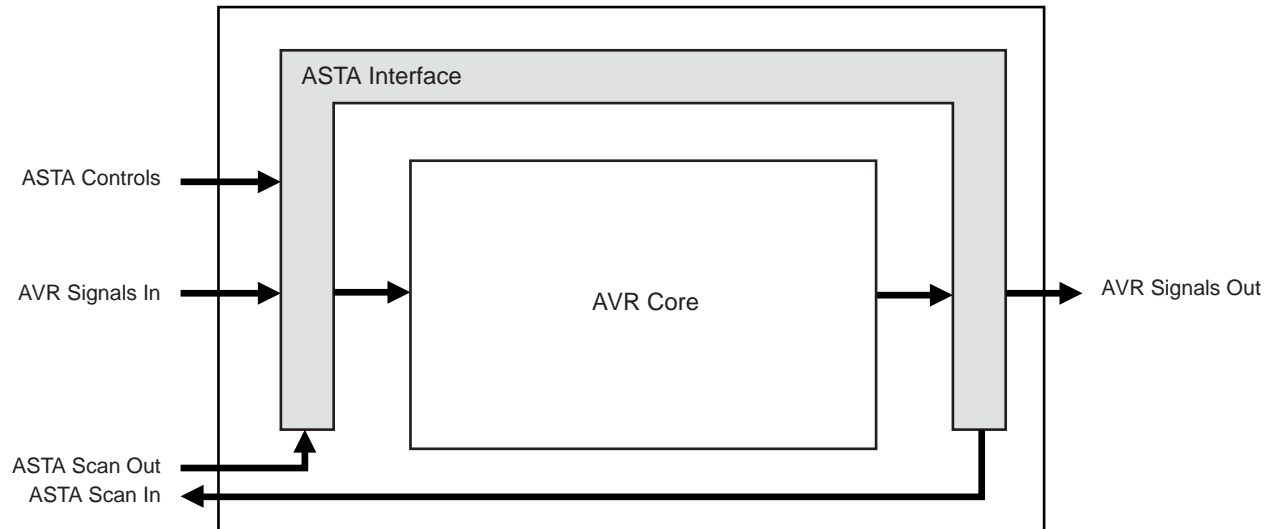 ASTA Interface
ASTA Controls
AVR Signals In
AVR Core
AVR Signals Out
ASTA Scan Out
ASTA Scan In